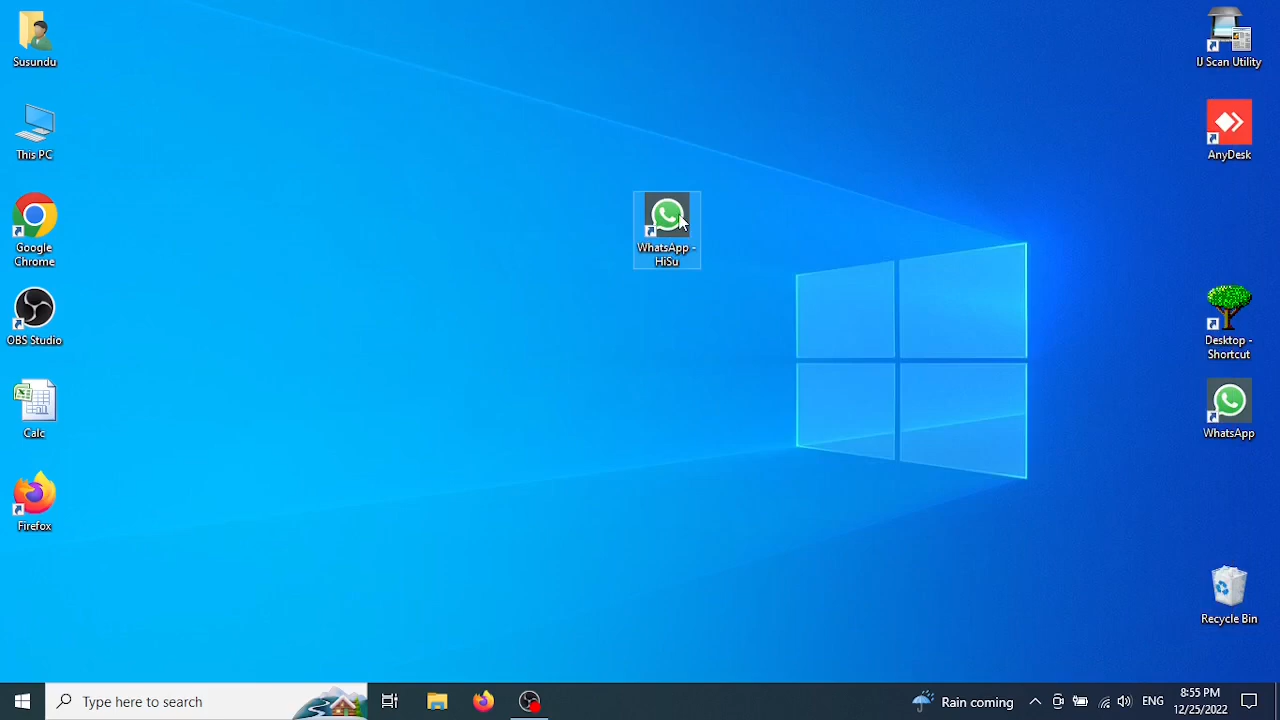 Susundu
This PC
Google
Chrome
OBS Studio
Calc
Firefox
WhatsApp -
HiSu
IJ Scan Utility
AnyDesk
Desktop -
Shortcut
WhatsApp
Recycle Bin
Type here to search
Rain coming
ENG
8:55 PM
12/25/2022